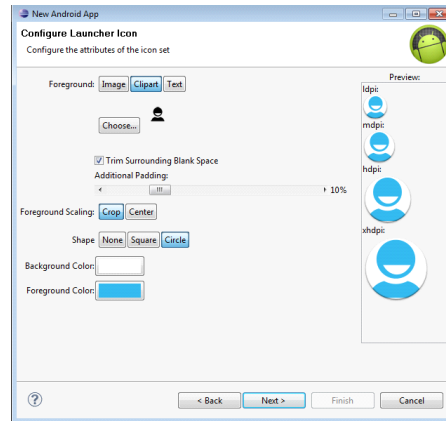 New Android App
Configure Launcher Icon
Configure the attributes of the icon set
Foreground: Image Clipart Text
Choose...
Trim Surrounding Blank Space
Additional Padding:
10%
Foreground Scaling: Crop Center
Shape None Square Circle
Background Color:
Foreground Color:
Preview:
ldpi:
mdpi:
hdpi:
xhdpi:
? < Back Next > Finish Cancel